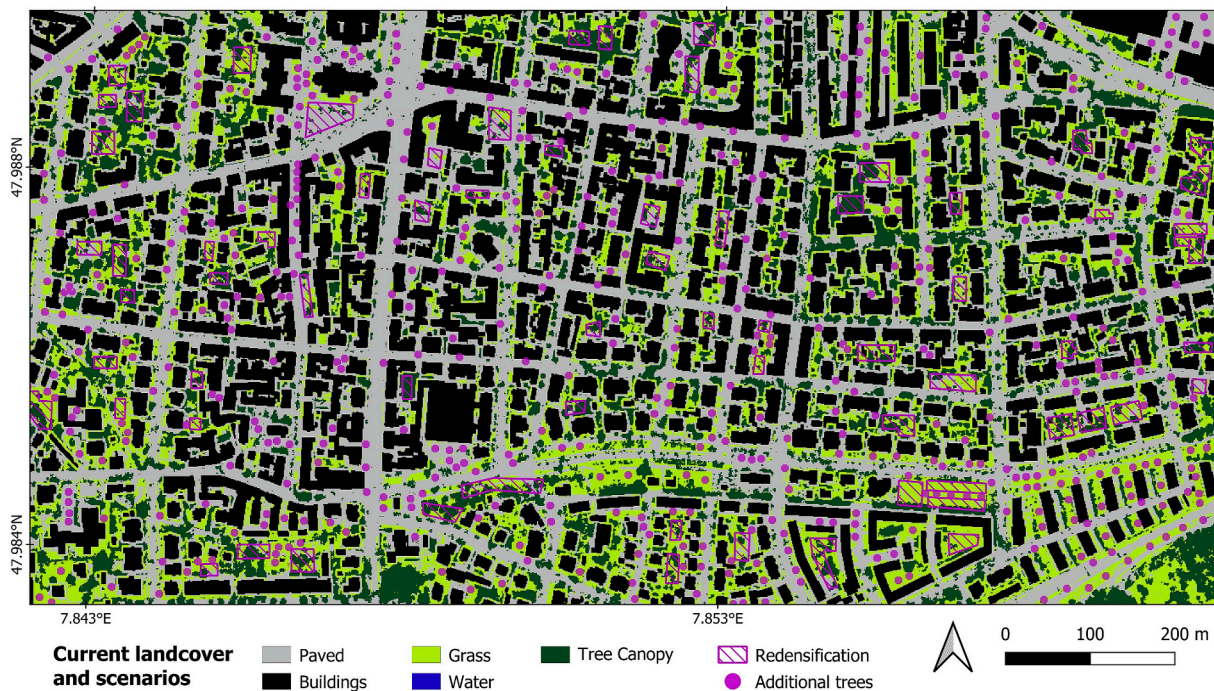 47.988°N
47.984°N
7.843°E 7.853°E
Current landcover and scenarios
Paved
Buildings
Grass
Water
Tree Canopy
Redensification
Additional trees
0 100 200 m